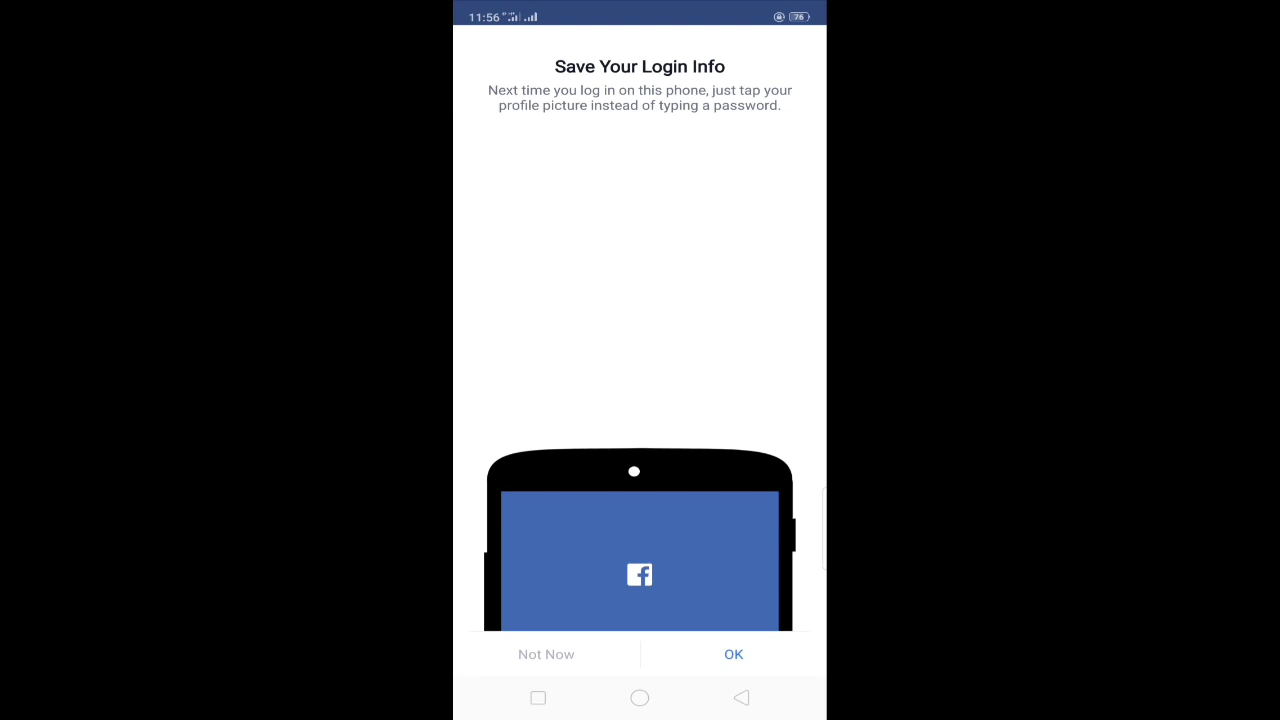 11:56
76
Save Your Login Info
Next time you log in on this phone, just tap your
profile picture instead of typing a password.
Not Now
OK